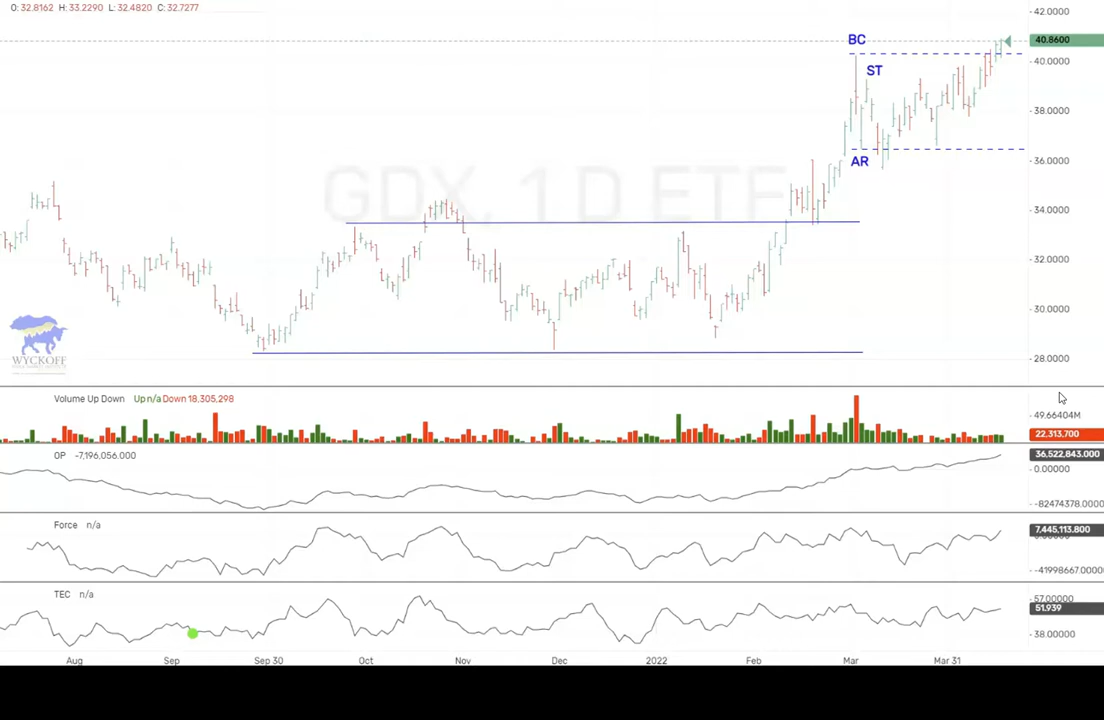 O: 32.8162 H: 33.2290 L: 32.4820 C: 32.7277
42.0000
BC
40.8600
40.0000
ST
38.0000
AR
36.0000
GDX, 1 D ETF
34.0000
32.0000
30.0000
WYCKOFF
28.0000
Volume Up Down Up n/a Down 18,305,298
49.66404M
22,313,700
OP -7,196,056.000
36,522,843.000
0.00000
-82474378.0000
Force n/a
7,445,113.800
-41998667.0000
TEC n/a
57.00000
51.939
38.00000
Aug Sep Sep 30 Oct Nov Dec 2022 Feb Mar Mar 31